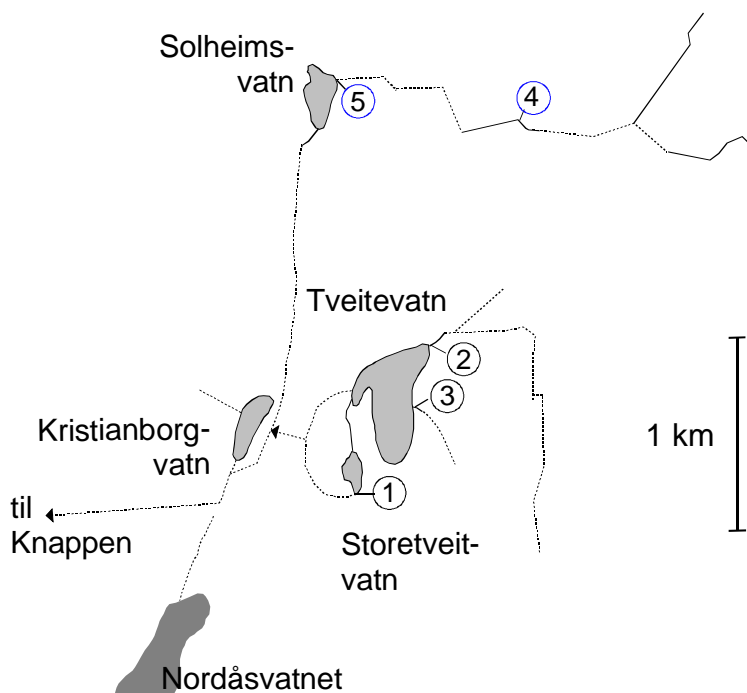 Solheims-
vatn
5
4
Tveitevatn
2
3
Kristianborg-
vatn
1 km
1
til
Knappen
Storetveit-
vatn
Nordåsvatnet